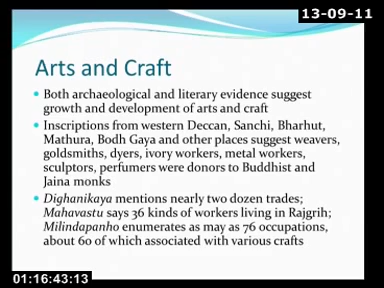 13-09-11
Arts and Craft
Both archaeological and literary evidence suggest
growth and development of arts and craft
Inscriptions from western Deccan, Sanchi, Bharhut,
Mathura, Bodh Gaya and other places suggest weavers,
goldsmiths, dyers, ivory workers, metal workers,
sculptors, perfumers were donors to Buddhist and
Jaina monks
Dighanikaya mentions nearly two dozen trades;
Mahavastu says 36 kinds of workers living in Rajgrih;
Milindapanho enumerates as may as 76 occupations,
about 60 of which associated with various crafts
01:16:43:13